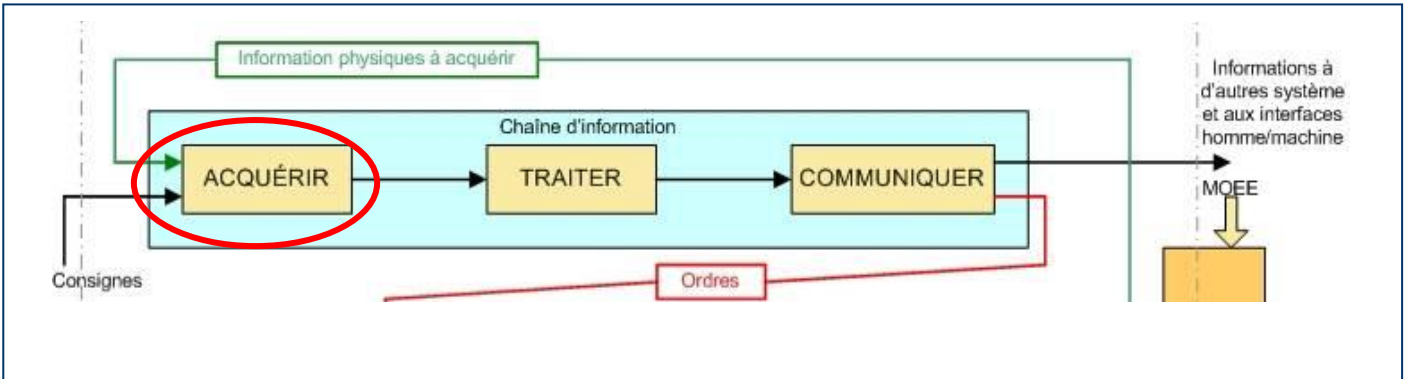 Information physiques à acquérir
Informations à
d'autres système
et aux interfaces
homme/machine
Chaîne d'information
ACQUÉRIR
TRAITER
COMMUNIQUER
MOEE
Consignes
Ordres